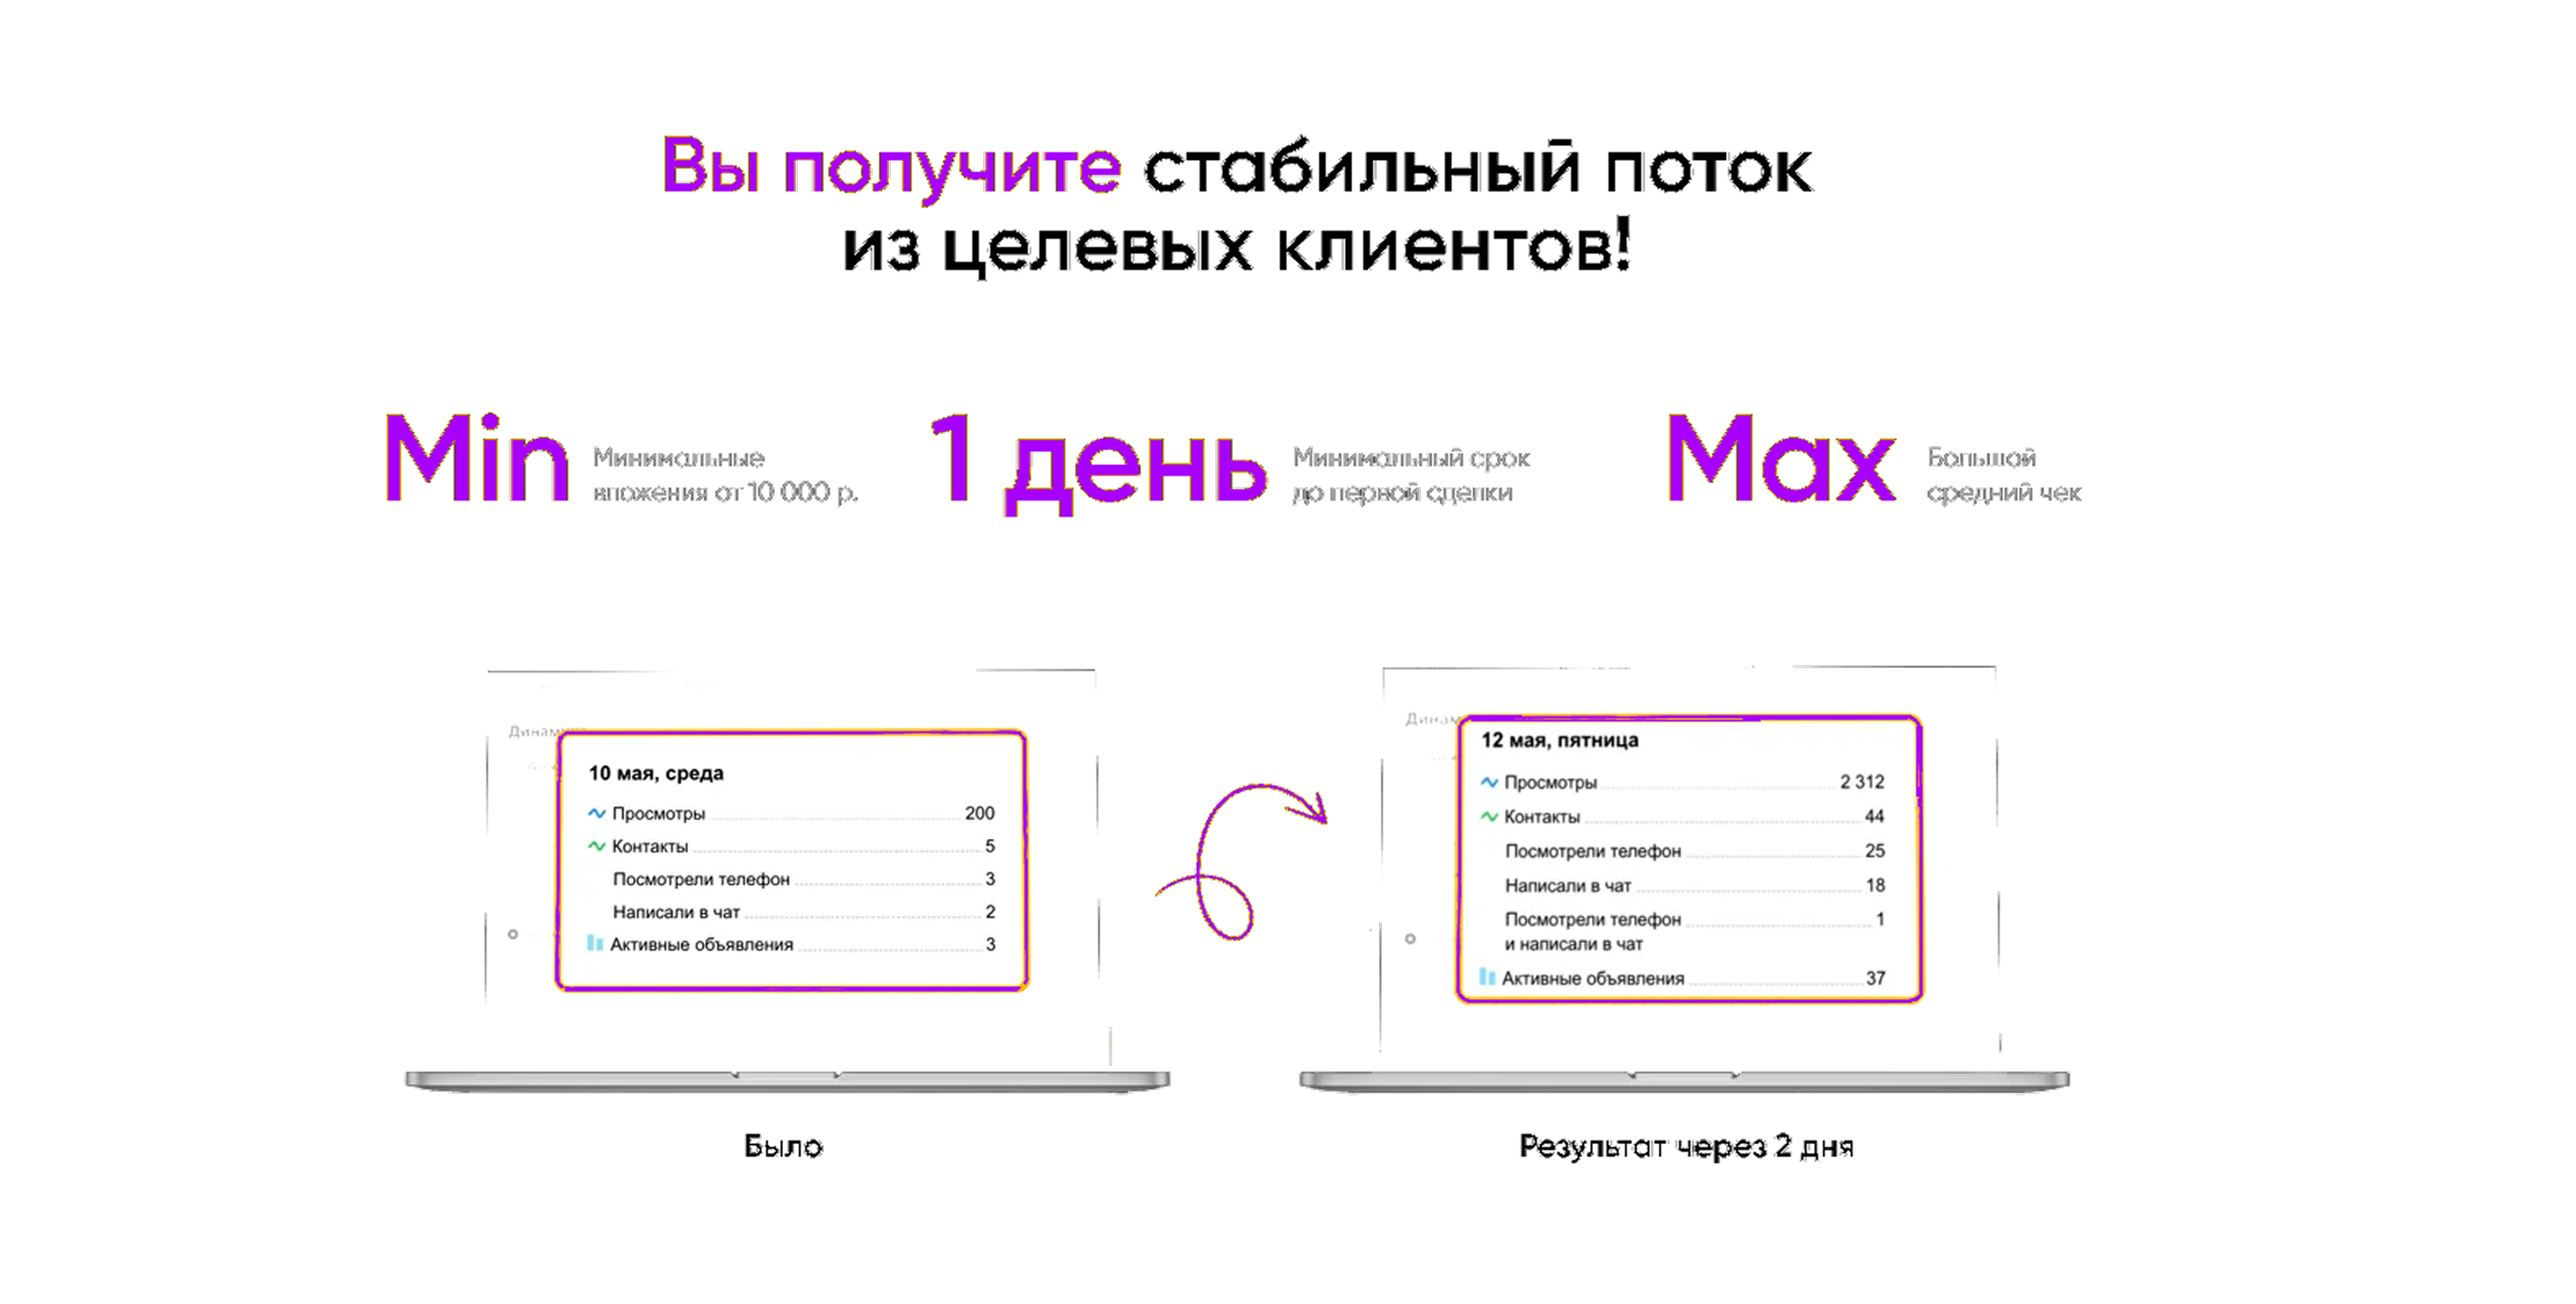 Вы получите стабильный поток
из целевых клиентов!
Min
Минимальные
вложения от 10 000 р.
1 день
Минимальный срок
до первой сделки
Max
Большой
средний чек
10 мая, среда
Просмотры 200
Контакты 5
Посмотрели телефон 3
Написали в чат 2
Активные объявления 3
Было
12 мая, пятница
Просмотры 2 312
Контакты 44
Посмотрели телефон 25
Написали в чат 18
Посмотрели телефон 1
и написали в чат
Активные объявления 37
Результат через 2 дня